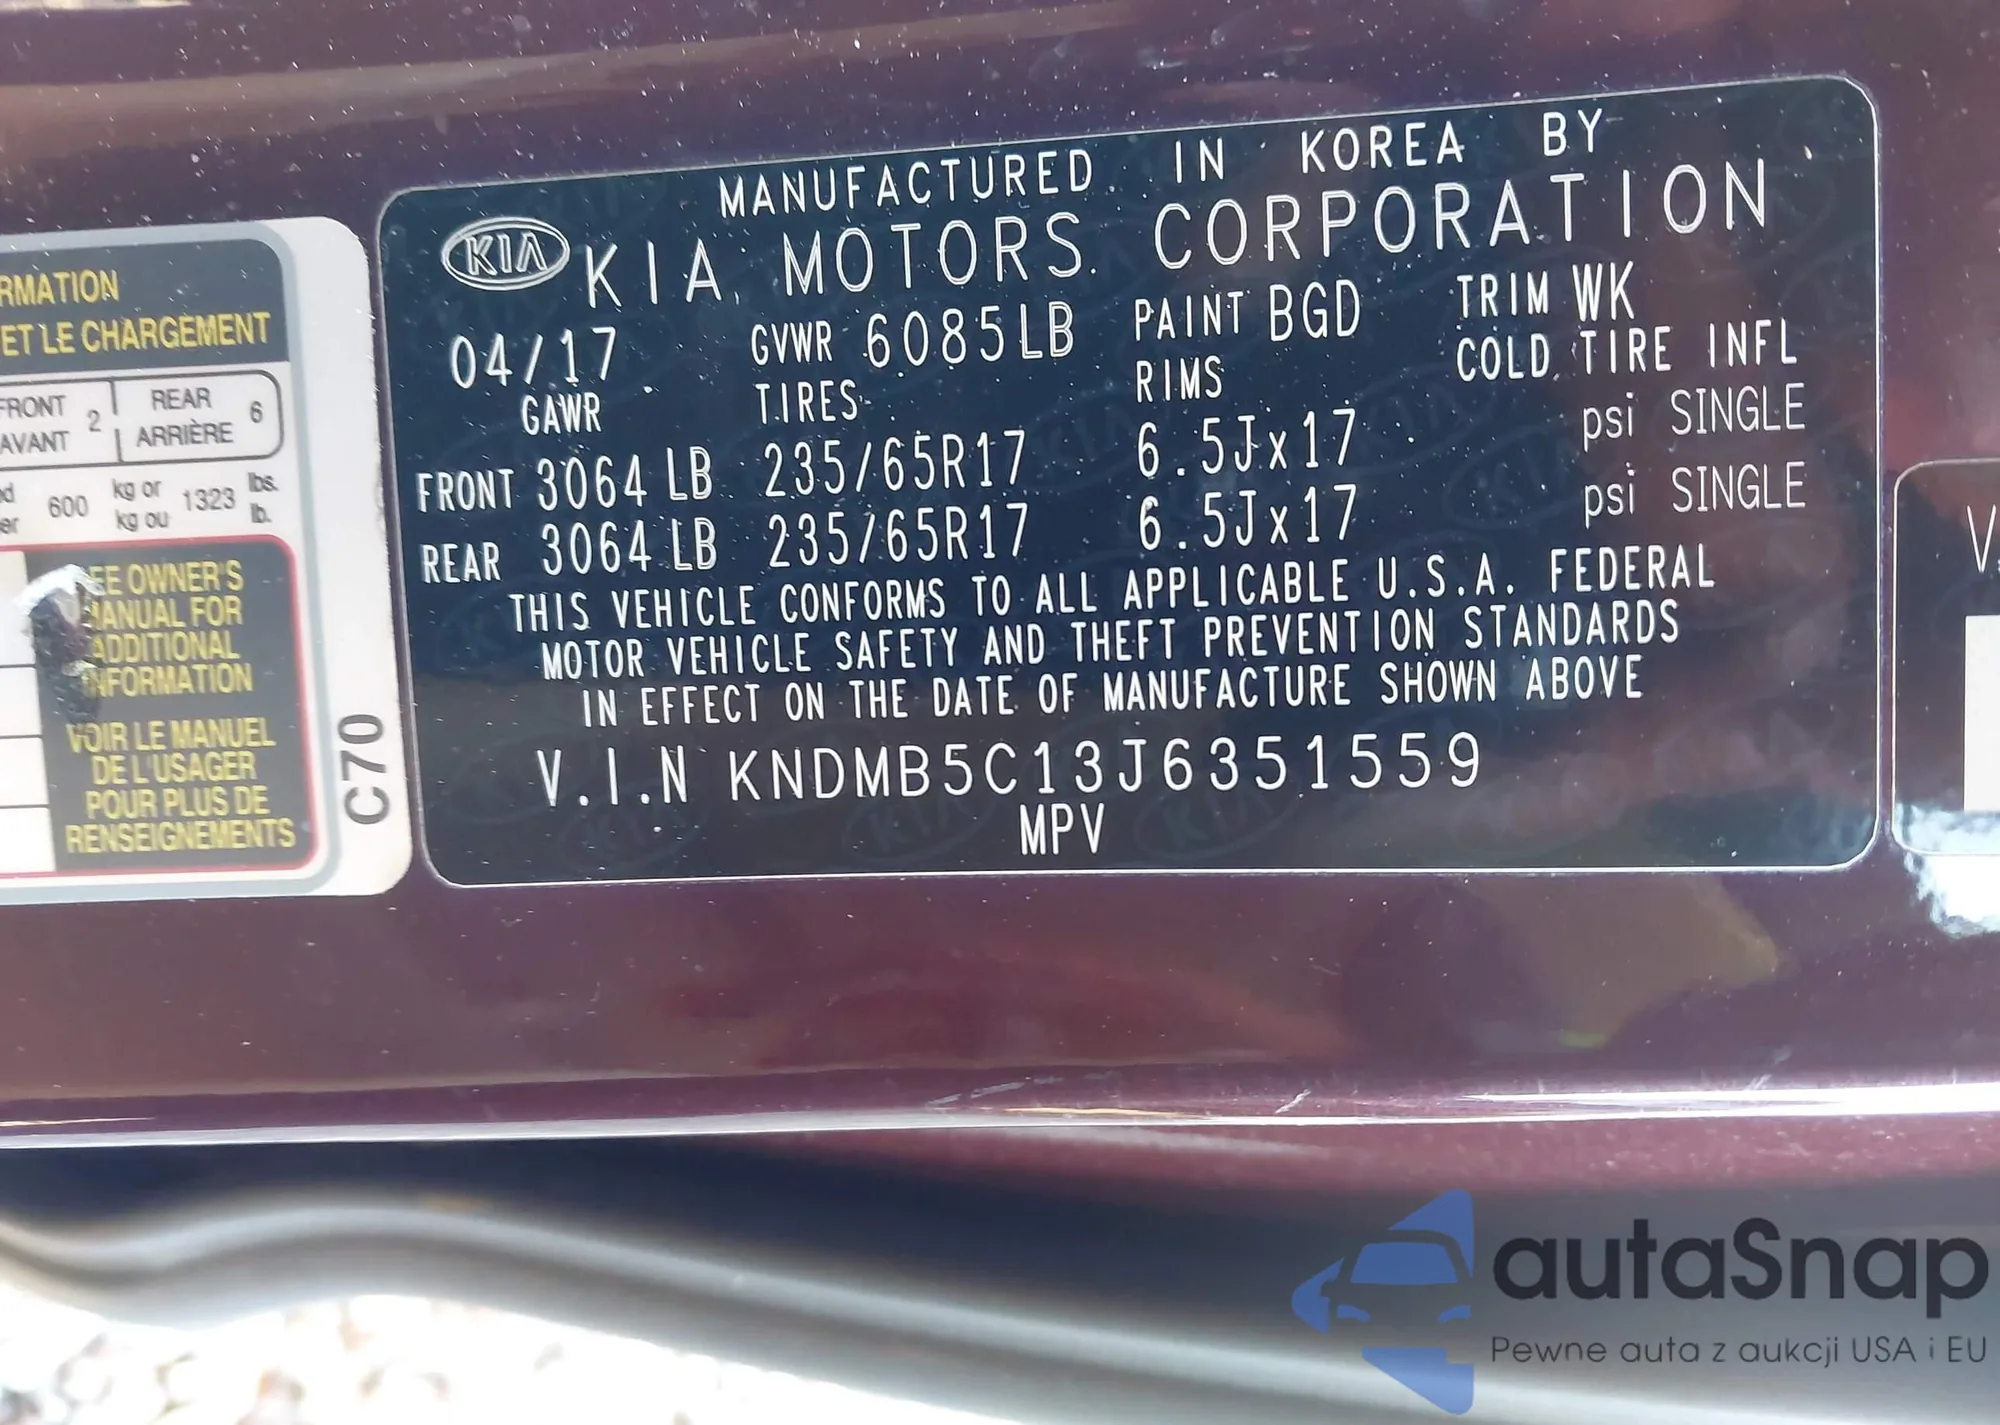 RMATION
ET LE CHARGEMENT
FRONT 2 REAR 6
AVANT ARRIÈRE
600 kg or 1323 lbs.
kg ou lb.
EE OWNER'S
MANUAL FOR
ADDITIONAL
INFORMATION
VOIR LE MANUEL
DE L'USAGER
POUR PLUS DE
RENSEIGNEMENTS
C70
MANUFACTURED IN KOREA BY
KIA KIA MOTORS CORPORATION
04/17 GVWR 6085LB PAINT BGD TRIM WK
GAWR TIRES RIMS COLD TIRE INFL
FRONT 3064 LB 235/65R17 6.5Jx17 psi SINGLE
REAR 3064 LB 235/65R17 6.5Jx17 psi SINGLE
THIS VEHICLE CONFORMS TO ALL APPLICABLE U.S.A. FEDERAL
MOTOR VEHICLE SAFETY AND THEFT PREVENTION STANDARDS
IN EFFECT ON THE DATE OF MANUFACTURE SHOWN ABOVE
V.I.N KNDMB5C13J6351559
MPV
autaSnap
Pewne auta z aukcji USA i EU